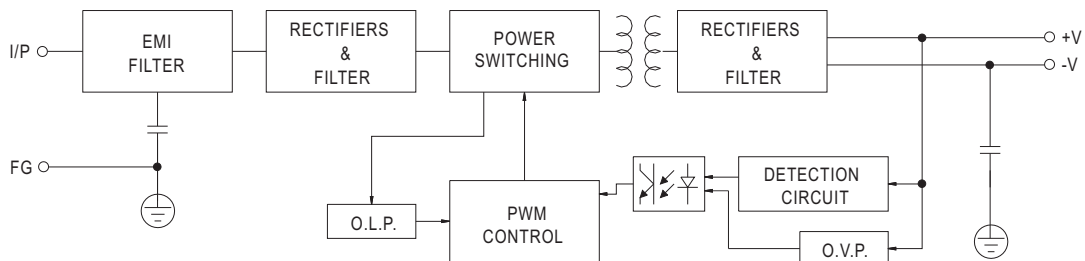 I/P
EMI
FILTER
RECTIFIERS
&
FILTER
POWER
SWITCHING
RECTIFIERS
&
FILTER
+V
-V
FG
O.L.P.
PWM
CONTROL
DETECTION
CIRCUIT
O.V.P.